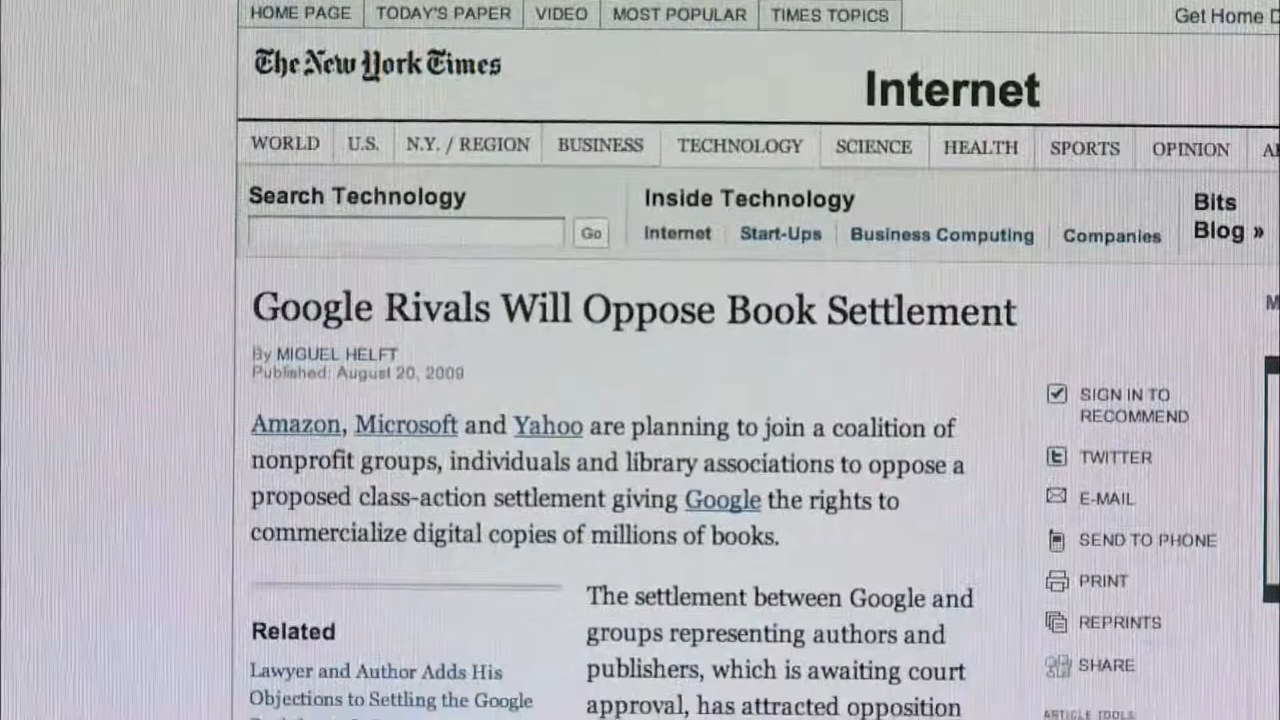 HOME PAGE TODAY'S PAPER VIDEO MOST POPULAR TIMES TOPICS
Get Home
The New York Times
Internet
WORLD U.S. N.Y. / REGION BUSINESS TECHNOLOGY SCIENCE HEALTH SPORTS OPINION
Search Technology
Go
Inside Technology
Internet Start-Ups Business Computing Companies
Bits
Blog »
Google Rivals Will Oppose Book Settlement
By MIGUEL HELFT
Published: August 20, 2009
Amazon, Microsoft and Yahoo are planning to join a coalition of
nonprofit groups, individuals and library associations to oppose a
proposed class-action settlement giving Google the rights to
commercialize digital copies of millions of books.
The settlement between Google and
groups representing authors and
publishers, which is awaiting court
approval, has attracted opposition
Related
Lawyer and Author Adds His
Objections to Settling the Google
SIGN IN TO
RECOMMEND
TWITTER
E-MAIL
SEND TO PHONE
PRINT
REPRINTS
SHARE
ARTICLE TOOLS